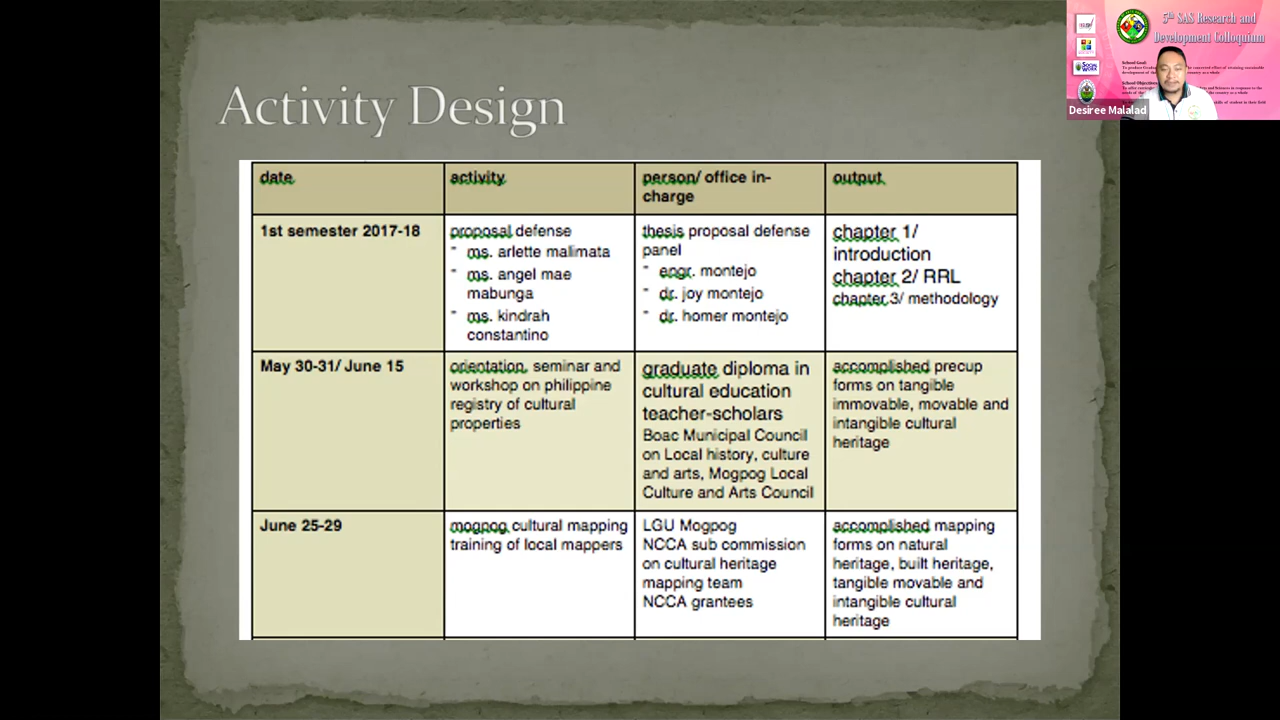 Activity Design
date
activity
person/ office in-
charge
output
1st semester 2017-18
proposal defense
ms. arlette malimata
ms. angel mae
mabunga
ms. kindrah
constantino
thesis proposal defense
panel
engr. montejo
dr. joy montejo
dr. homer montejo
chapter 1/
introduction
chapter 2/ RRL
chapter 3/ methodology
May 30-31/ June 15
orientation, seminar and
workshop on philippine
registry of cultural
properties
graduate diploma in
cultural education
teacher-scholars
Boac Municipal Council
on Local history, culture
and arts, Mogpog Local
Culture and Arts Council
accomplished precup
forms on tangible
immovable, movable and
intangible cultural
heritage
June 25-29
mogpog cultural mapping
training of local mappers
LGU Mogpog
NCCA sub commission
on cultural heritage
mapping team
NCCA grantees
accomplished mapping
forms on natural
heritage, built heritage,
tangible movable and
intangible cultural
heritage
5th SAS Research and
Development Colloquium
School Goal:
Desiree Malalad